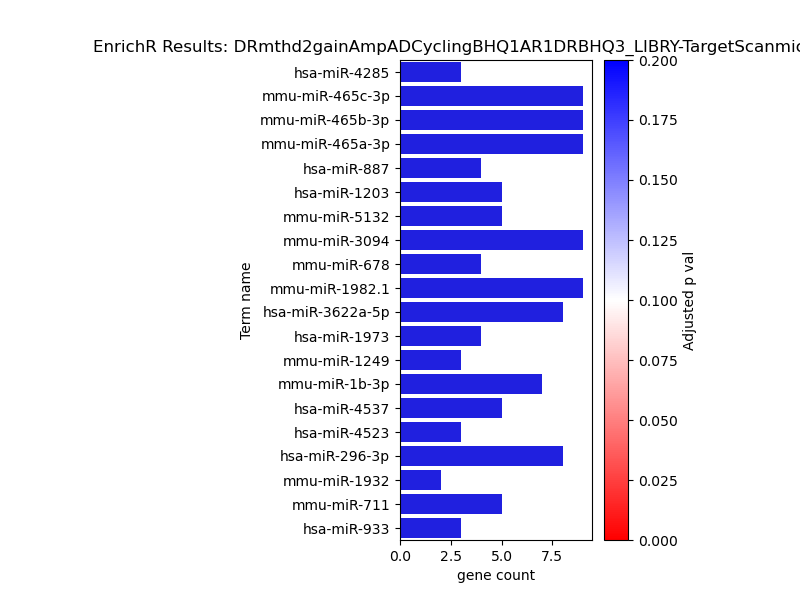 EnrichR Results: DRmthd2gainAmpADCyclingBHQ1AR1DRBHQ3_LIBRY-TargetScanmic
hsa-miR-4285
mmu-miR-465c-3p
mmu-miR-465b-3p
mmu-miR-465a-3p
hsa-miR-887
hsa-miR-1203
mmu-miR-5132
mmu-miR-3094
mmu-miR-678
mmu-miR-1982.1
hsa-miR-3622a-5p
hsa-miR-1973
mmu-miR-1249
mmu-miR-1b-3p
hsa-miR-4537
hsa-miR-4523
hsa-miR-296-3p
mmu-miR-1932
mmu-miR-711
hsa-miR-933
Term name
0.0 2.5 5.0 7.5
gene count
0.200
0.175
0.150
0.125
0.100
0.075
0.050
0.025
0.000
Adjusted p val